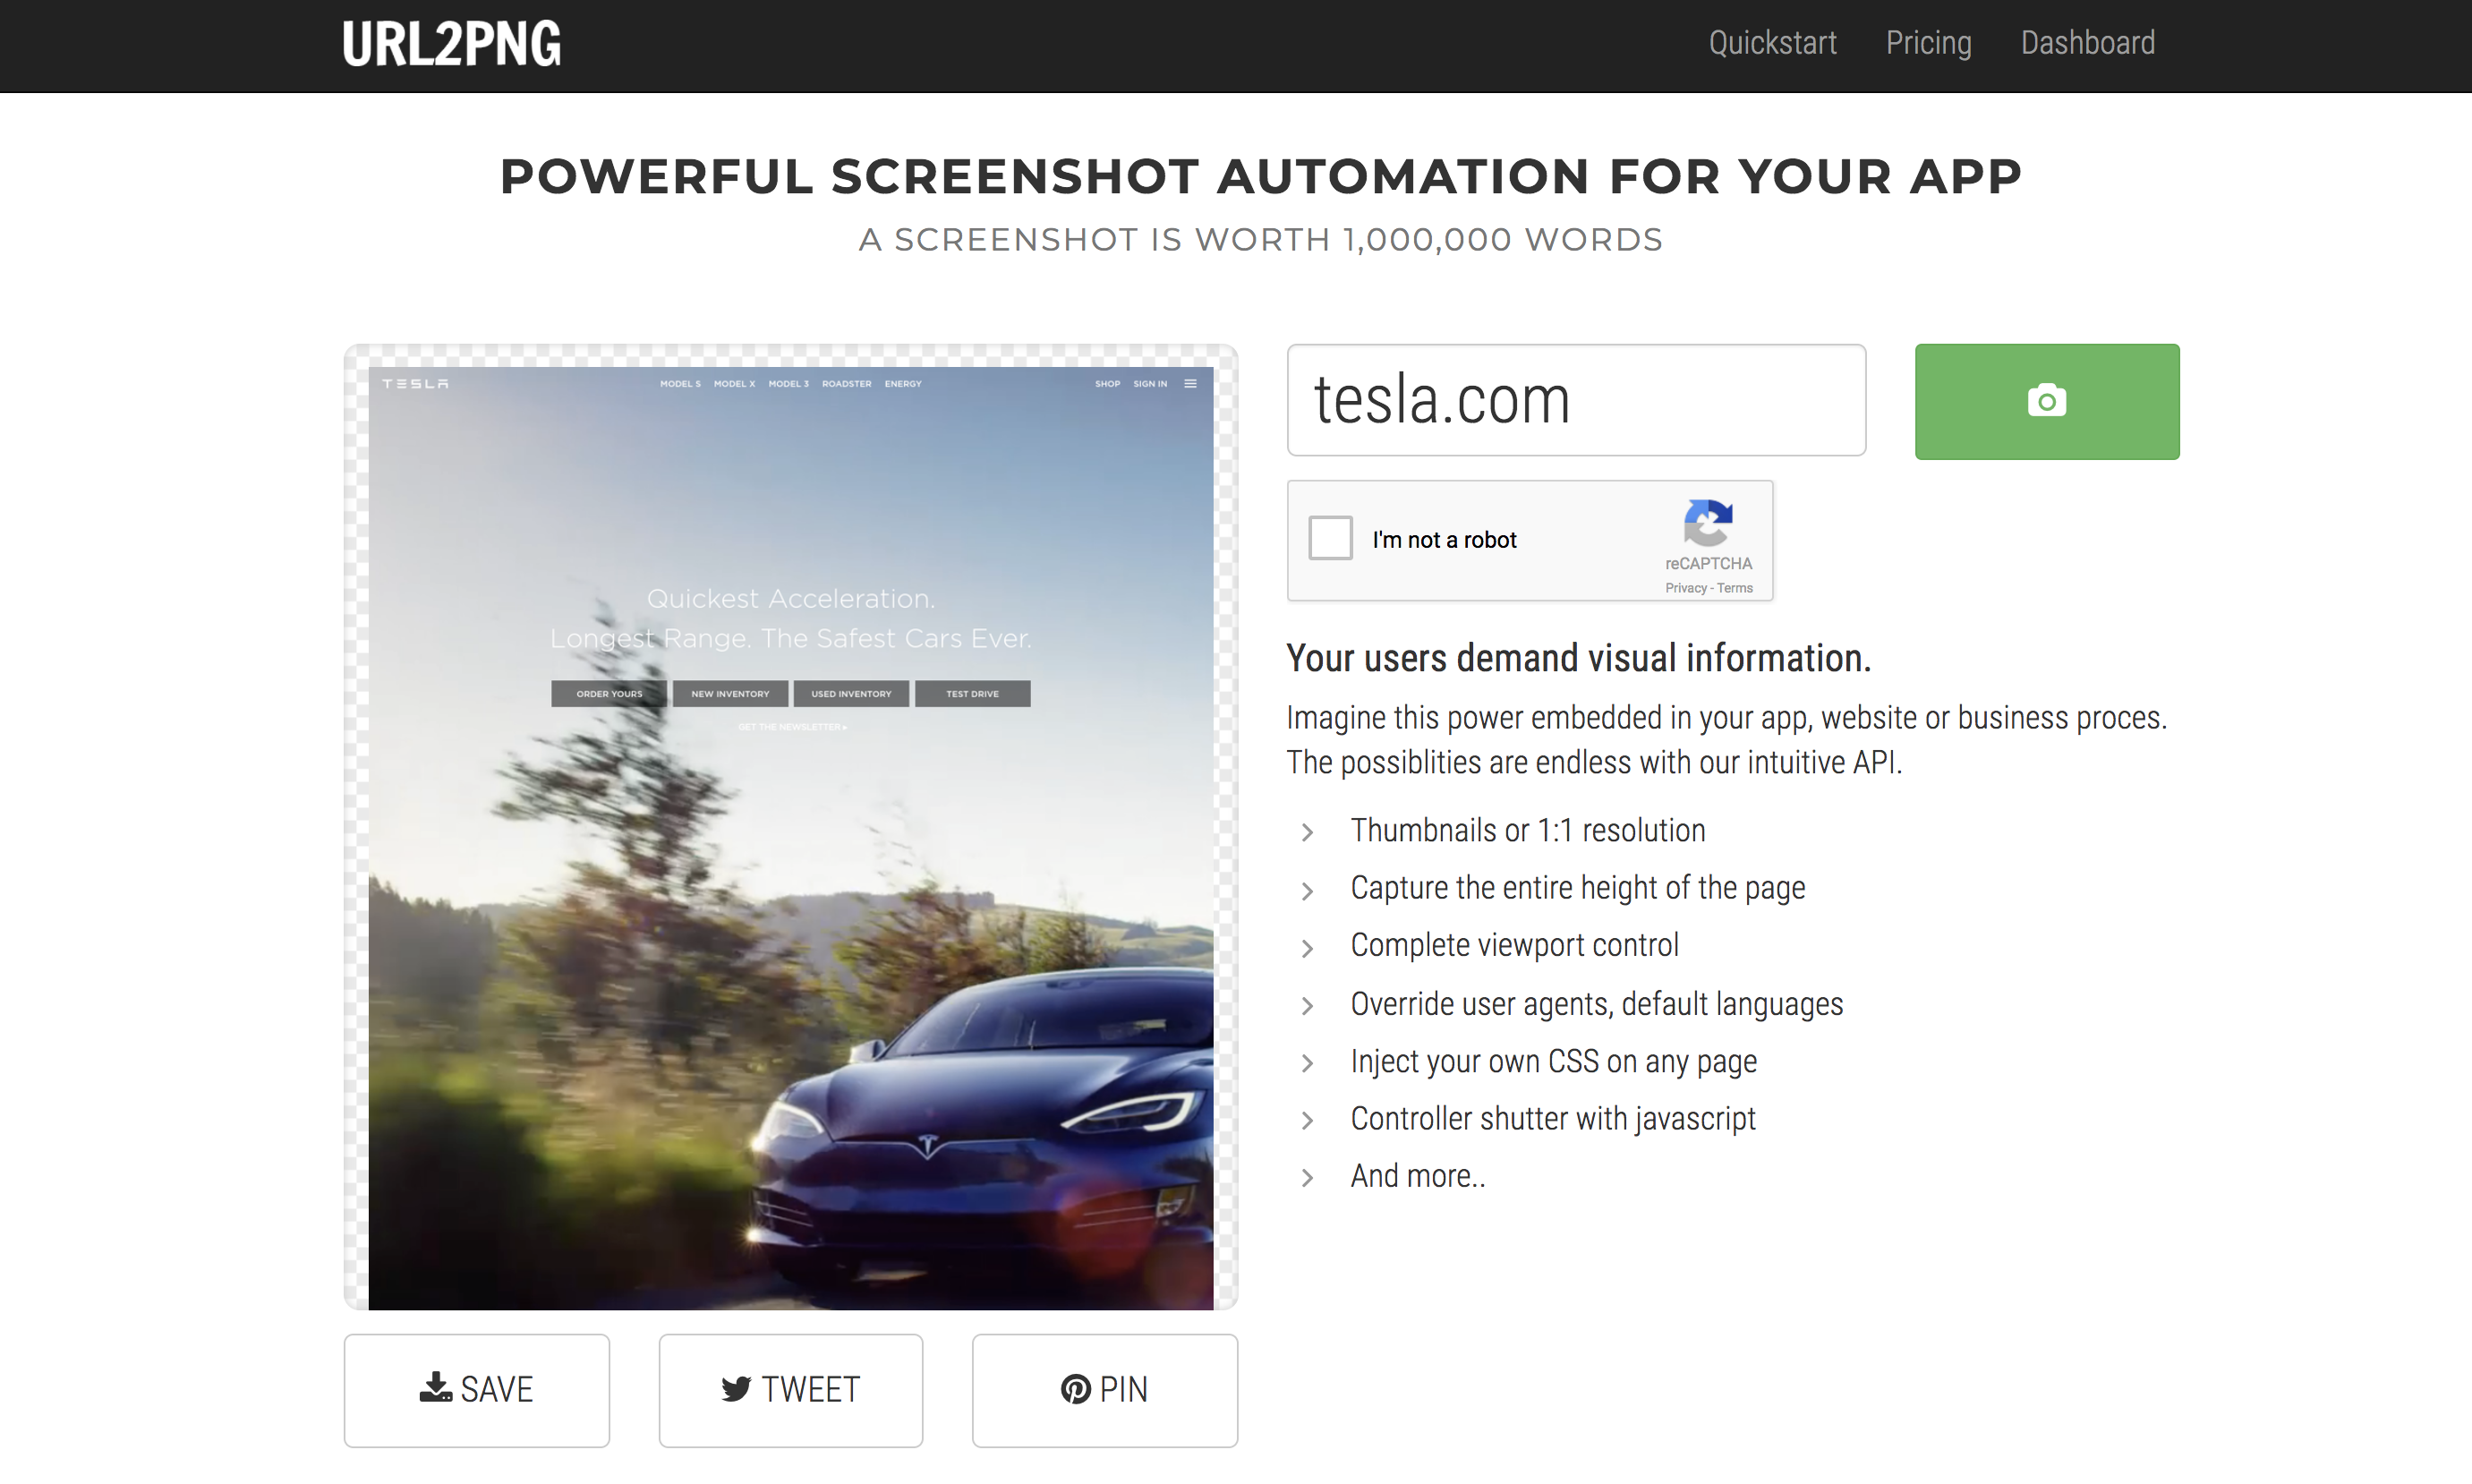 URL2PNG
Quickstart Pricing Dashboard
POWERFUL SCREENSHOT AUTOMATION FOR YOUR APP
A SCREENSHOT IS WORTH 1,000,000 WORDS
TESLA
MODEL S MODEL X MODEL 3 ROADSTER ENERGY
SHOP SIGN IN
Quickest Acceleration.
Longest Range. The Safest Cars Ever.
ORDER YOURS NEW INVENTORY USED INVENTORY TEST DRIVE
GET THE NEWSLETTER
SAVE TWEET PIN
tesla.com
I'm not a robot
reCAPTCHA
Privacy - Terms
Your users demand visual information.
Imagine this power embedded in your app, website or business proces.
The possiblities are endless with our intuitive API.
Thumbnails or 1:1 resolution
Capture the entire height of the page
Complete viewport control
Override user agents, default languages
Inject your own CSS on any page
Controller shutter with javascript
And more..